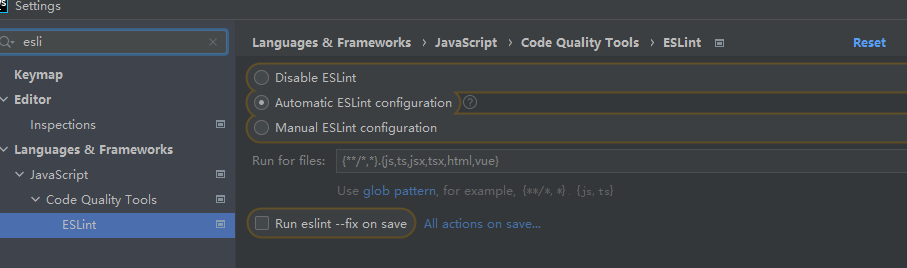 Settings
esli
Keymap
Editor
Inspections
Languages & Frameworks
JavaScript
Code Quality Tools
ESLint
Languages & Frameworks › JavaScript › Code Quality Tools › ESLint Reset
Disable ESLint
Automatic ESLint configuration ?
Manual ESLint configuration
Run for files: {**/*,*}.{js,ts,jsx,tsx,html,vue}
Use glob pattern, for example, {**/*,*}.{js,ts}
Run eslint --fix on save All actions on save...